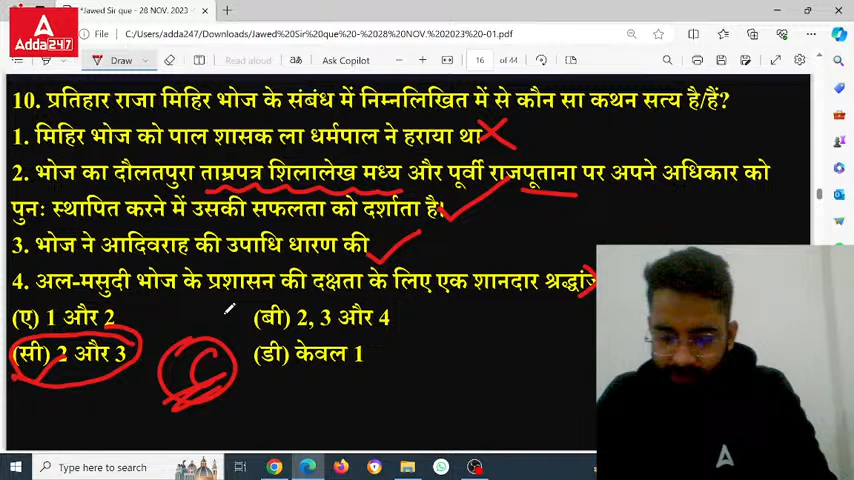 Jawed Sir que - 28 NOV. 2023
Adda247
File
C:/Users/adda247/Downloads/Jawed%20Sir%20que%20-%2028NOV.%202023%20-01.pdf
Draw
Read aloud
Ask Copilot
16
of 44
10. प्रतिहार राजा मिहिर भोज के संबंध में निम्नलिखित में से कौन सा कथन सत्य है/हैं?
1. मिहिर भोज को पाल शासक ला धर्मपाल ने हराया था
2. भोज का दौलतपुरा ताम्रपत्र शिलालेख मध्य और पूर्वी राजपूताना पर अपने अधिकार को
पुनः स्थापित करने में उसकी सफलता को दर्शाता है।
3. भोज ने आदिवराह की उपाधि धारण की
4. अल-मसुदी भोज के प्रशासन की दक्षता के लिए एक शानदार
(ए) 1 और 2
(बी) 2, 3 और 4
(सी) 2 और 3
(डी) केवल 1
C
Type here to search